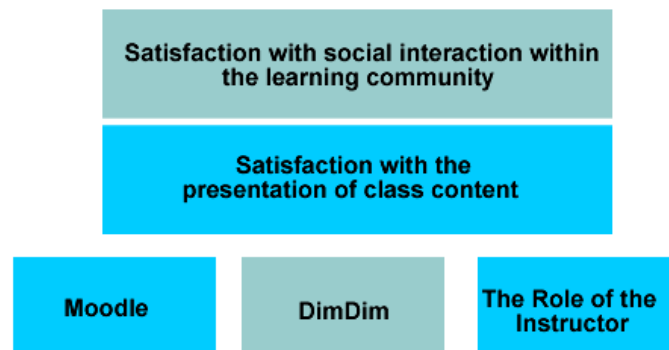 Satisfaction with social interaction within
the learning community
Satisfaction with the
presentation of class content
Moodle
DimDim
The Role of the
Instructor